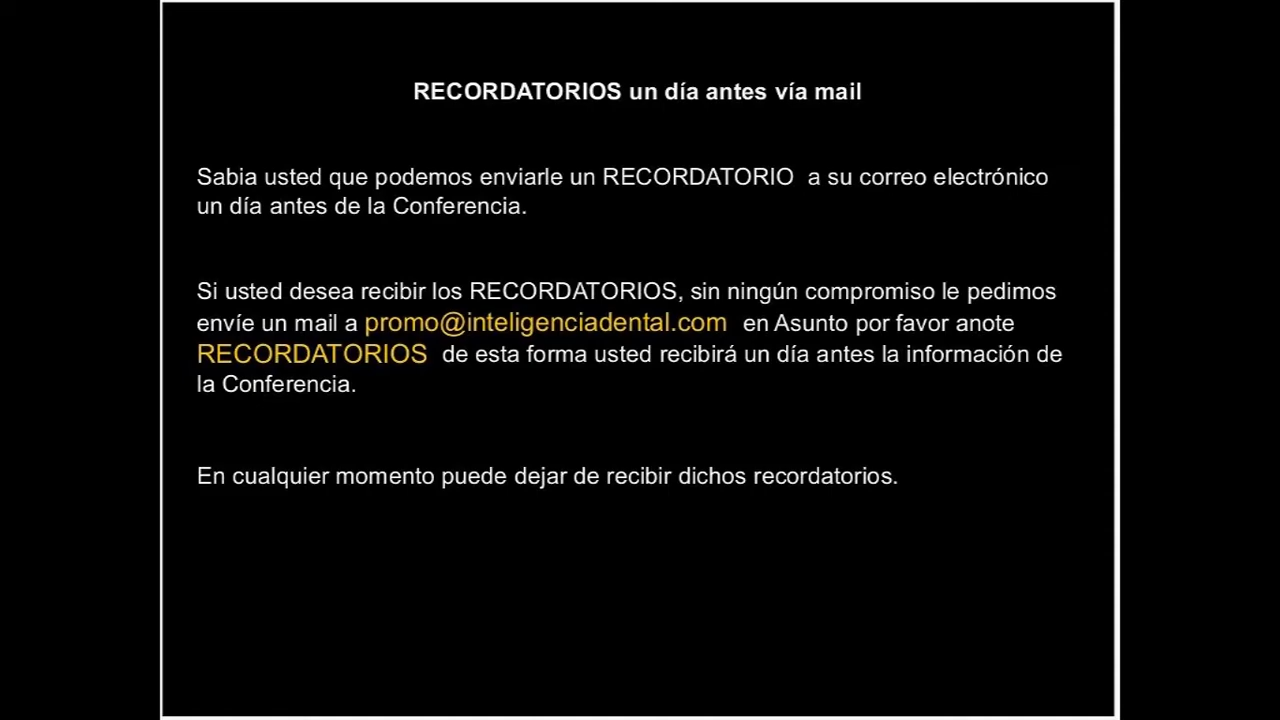 RECORDATORIOS un día antes vía mail
Sabia usted que podemos enviarle un RECORDATORIO a su correo electrónico
un día antes de la Conferencia.
Si usted desea recibir los RECORDATORIOS, sin ningún compromiso le pedimos
envíe un mail a promo@inteligenciadental.com en Asunto por favor anote
RECORDATORIOS de esta forma usted recibirá un día antes la información de
la Conferencia.
En cualquier momento puede dejar de recibir dichos recordatorios.